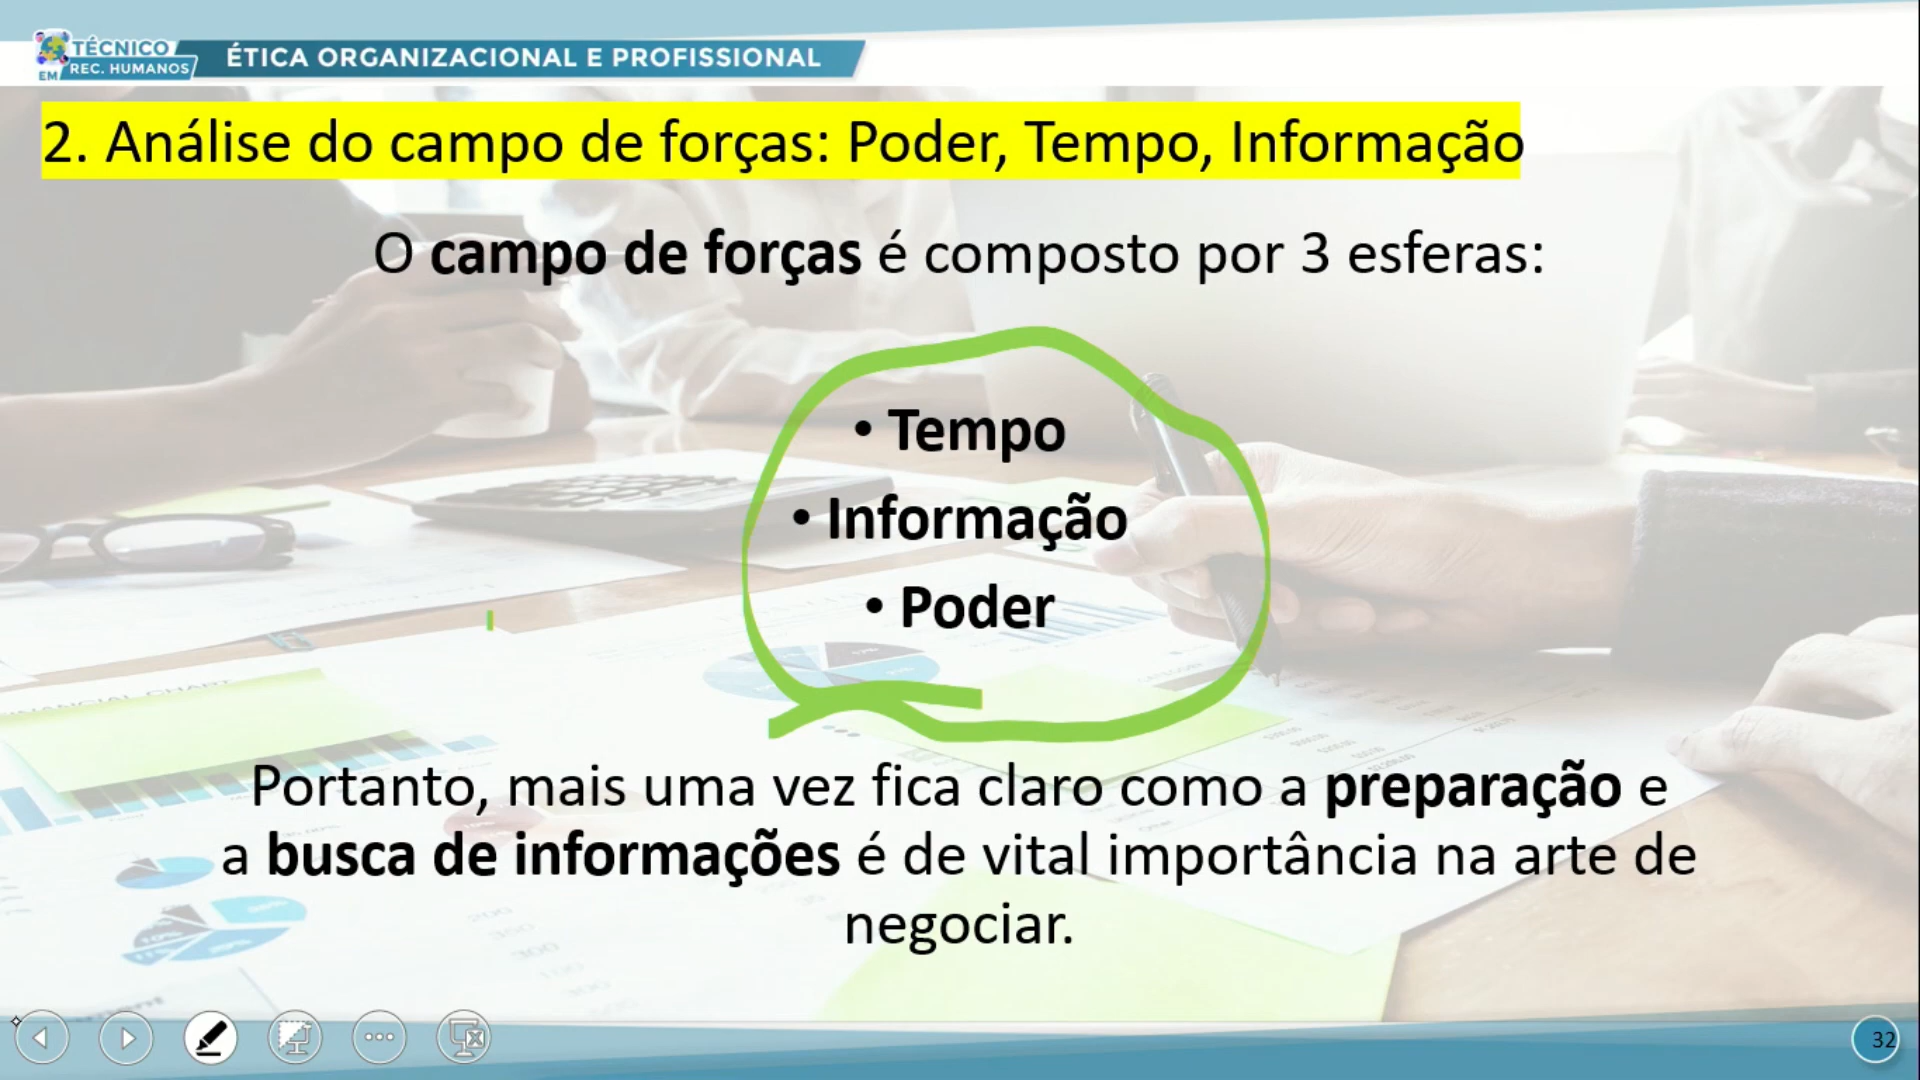 TÉCNICO
EM REC. HUMANOS
ÉTICA ORGANIZACIONAL E PROFISSIONAL
2. Análise do campo de forças: Poder, Tempo, Informação
O campo de forças é composto por 3 esferas:
• Tempo
• Informação
• Poder
Portanto, mais uma vez fica claro como a preparação e
a busca de informações é de vital importância na arte de
negociar.
32